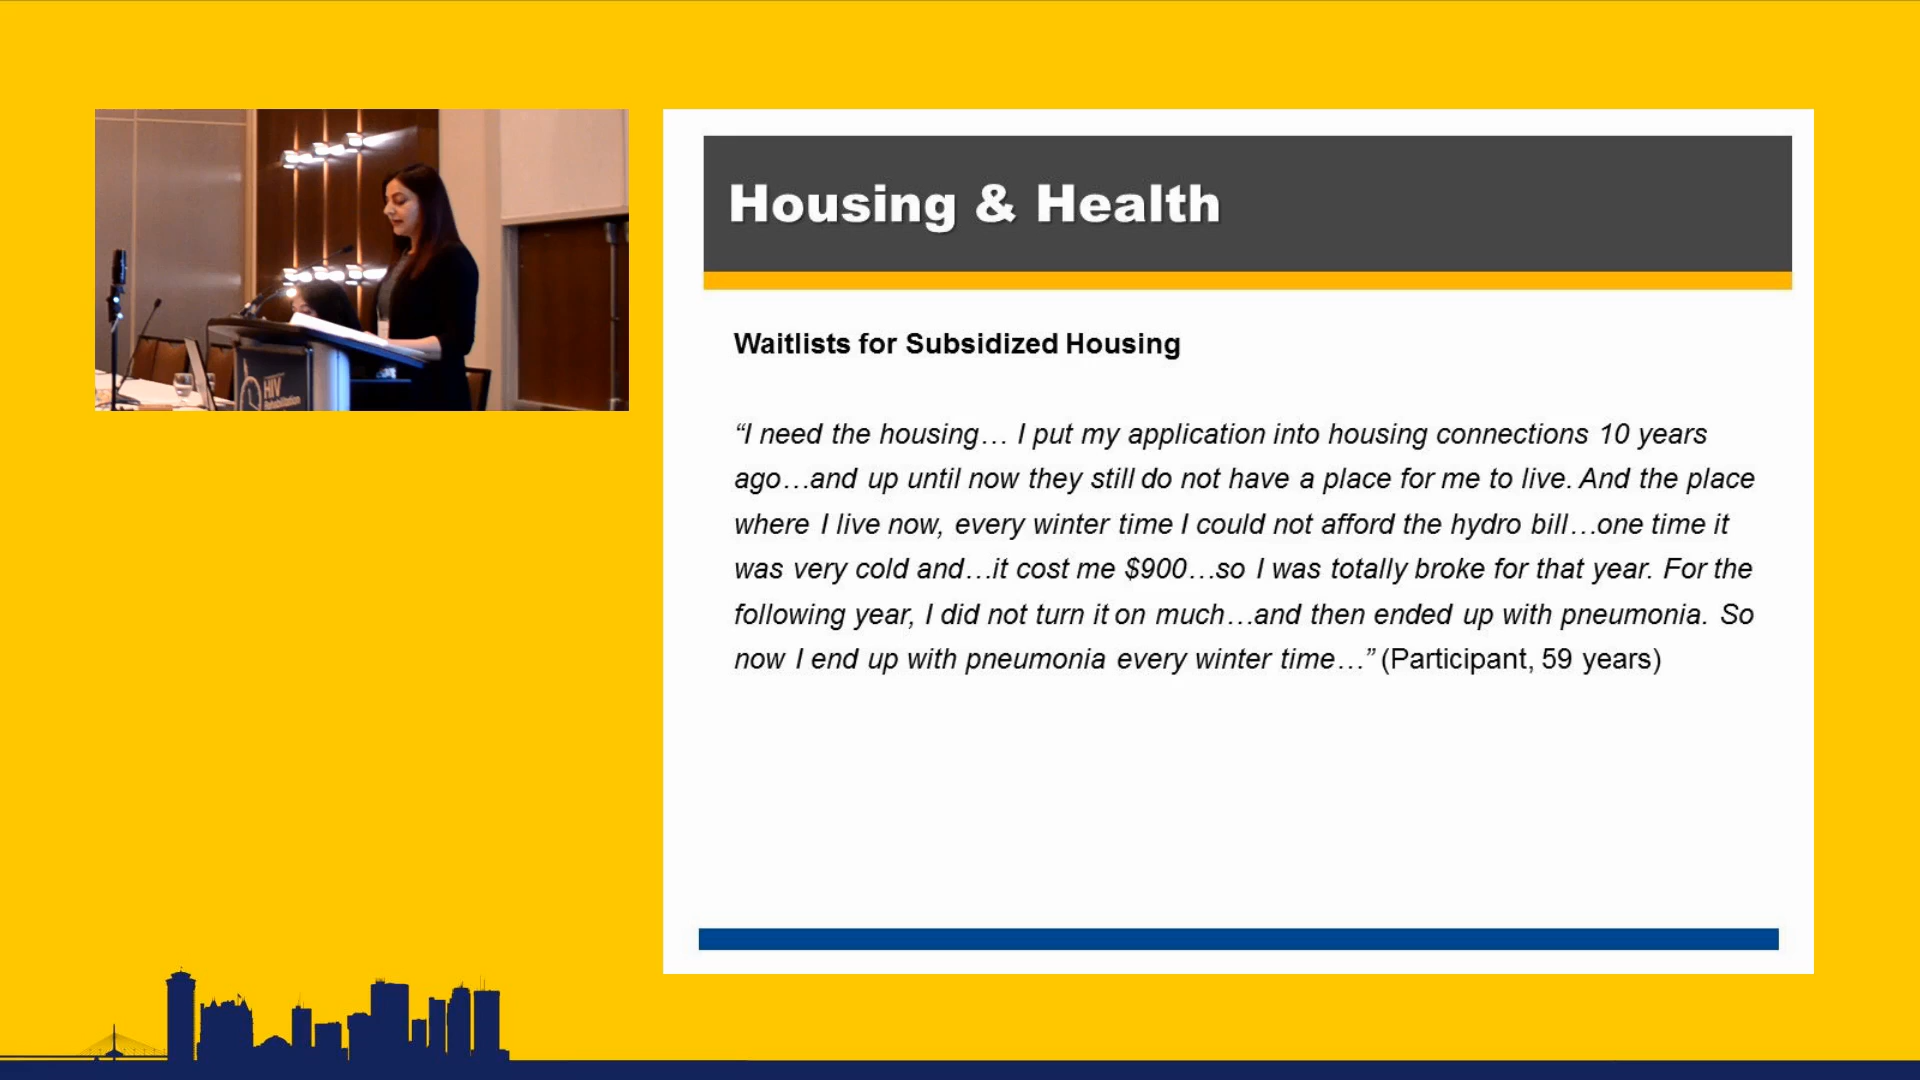 Housing & Health
Waitlists for Subsidized Housing
“I need the housing… I put my application into housing connections 10 years
ago…and up until now they still do not have a place for me to live. And the place
where I live now, every winter time I could not afford the hydro bill…one time it
was very cold and…it cost me $900…so I was totally broke for that year. For the
following year, I did not turn it on much…and then ended up with pneumonia. So
now I end up with pneumonia every winter time…” (Participant, 59 years)
HIV
Rehabilitation